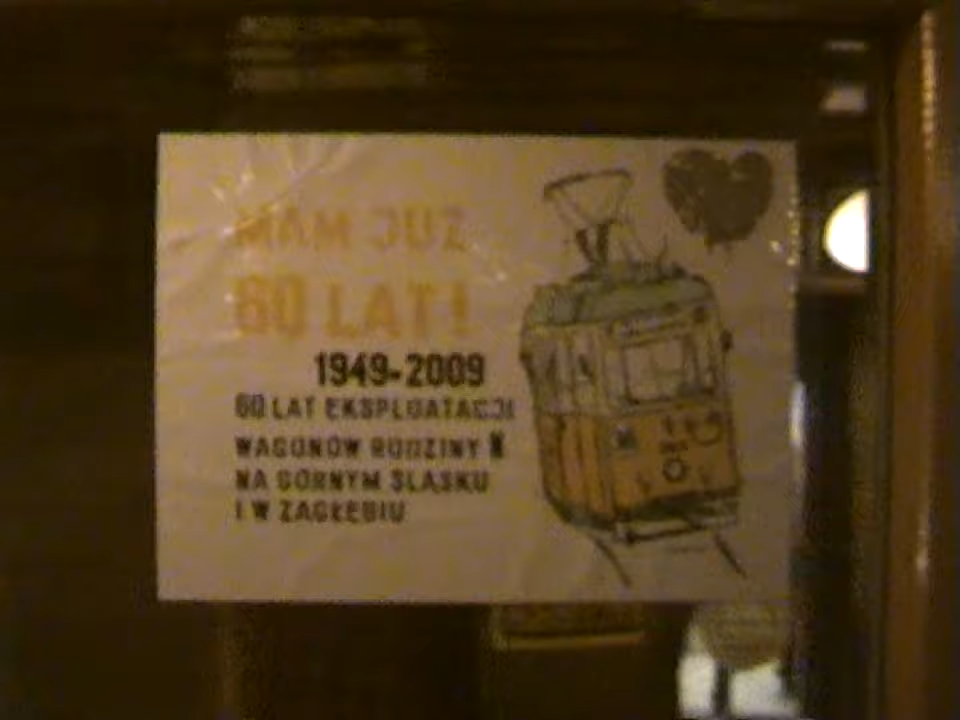 MAM JUŻ
60 LAT!
1949-2009
60 LAT EKSPLOATACJI
WAGONÓW RODZINY N
NA GÓRNYM ŚLĄSKU
I W ZAGŁĘBIU